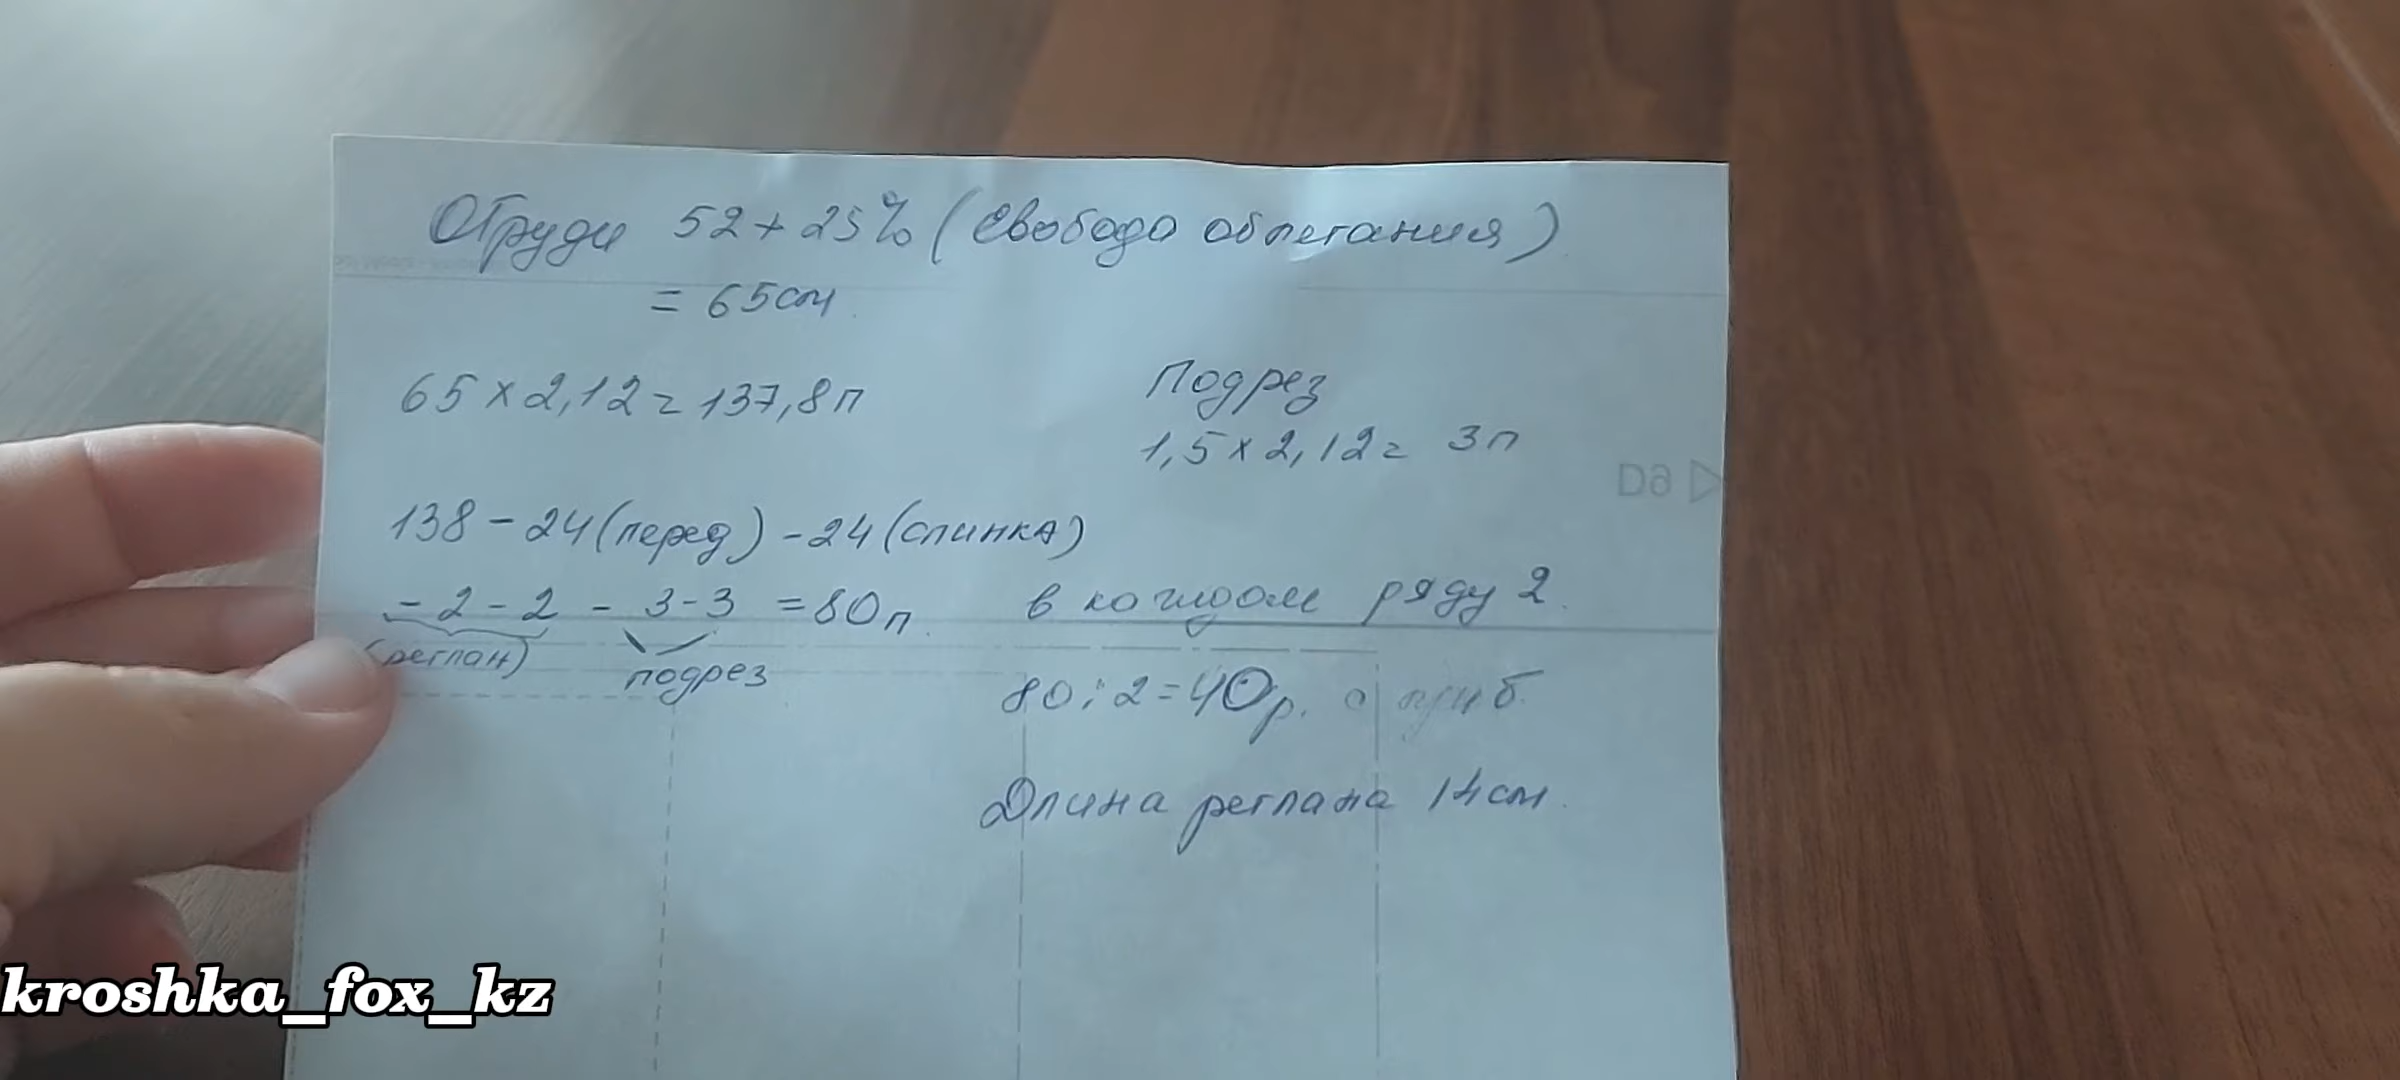 ОГруди 52 + 25% (Свобода облегания)
= 65см
65 × 2,12 = 137,8п
Подрез
1,5 × 2,12 = 3п
138 - 24 (перед) - 24 (спинка)
- 2 - 2 - 3 - 3 = 80п.
(реглан)
подрез
в каждом ряду 2.
80 : 2 = 40р. с приб.
Длина реглана 14см.
kroshka_fox_kz